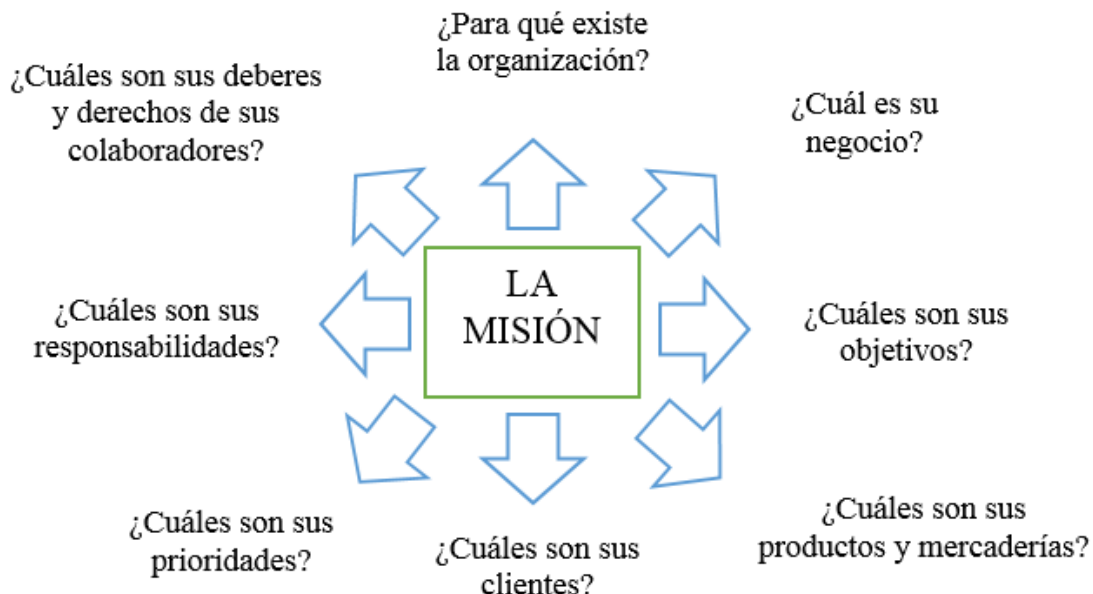 ¿Para qué existe
la organización?
¿Cuáles son sus deberes
y derechos de sus
colaboradores?
¿Cuál es su
negocio?
LA
MISIÓN
¿Cuáles son sus
responsabilidades?
¿Cuáles son sus
objetivos?
¿Cuáles son sus
prioridades?
¿Cuáles son sus
clientes?
¿Cuáles son sus
productos y mercaderías?